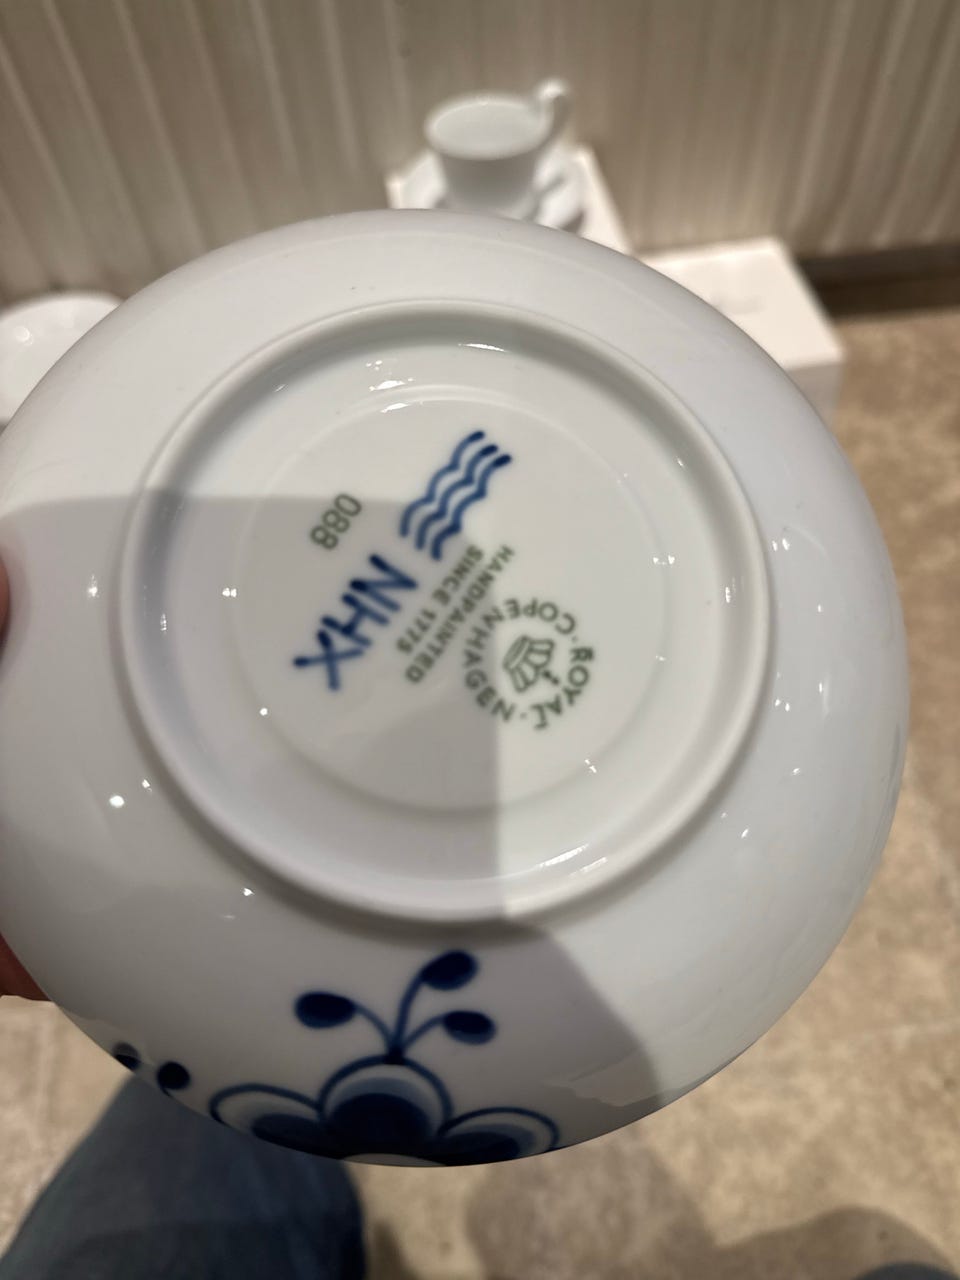 ROYAL · COPENHAGEN ·
HANDPAINTED
SINCE 1775
NHX
088